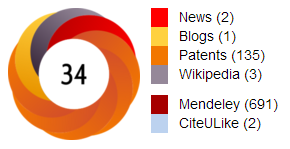 34
News (2)
Blogs (1)
Patents (135)
Wikipedia (3)
Mendeley (691)
CiteULike (2)